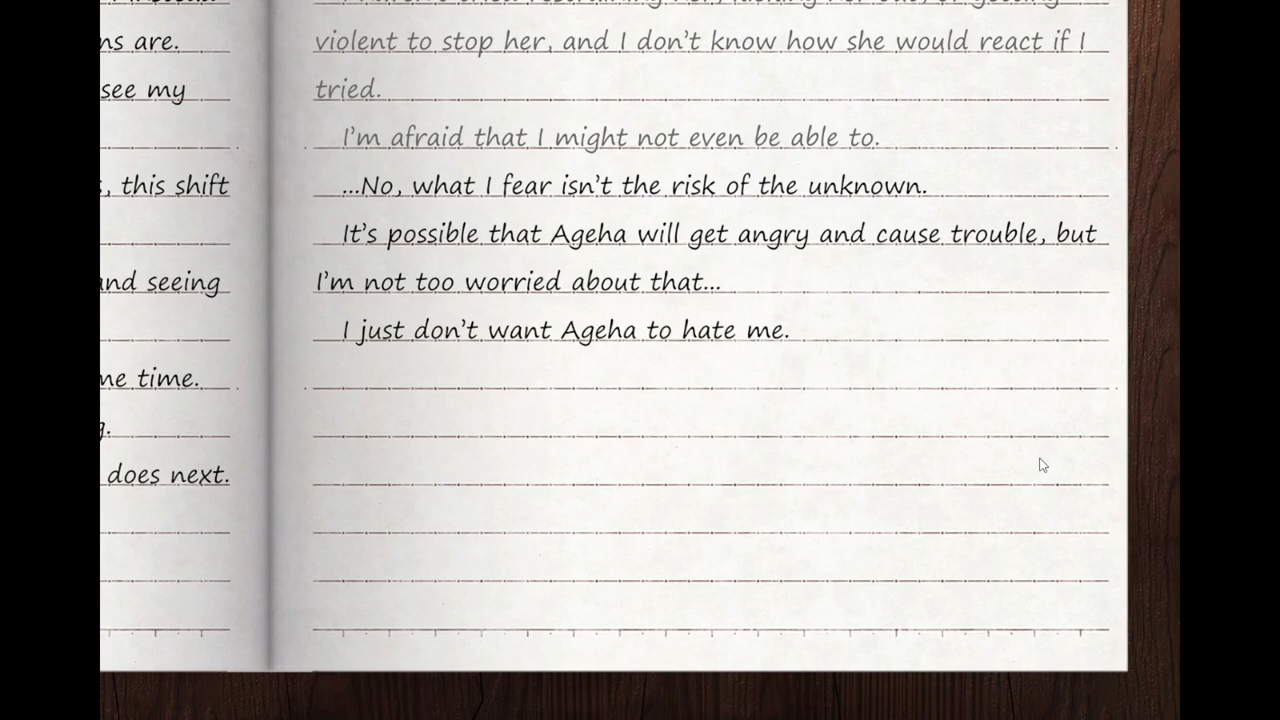 ns are.
see my
this shift
and seeing
me time.
does next.
violent to stop her, and I don't know how she would react if I
tried.
I'm afraid that I might not even be able to.
...No, what I fear isn't the risk of the unknown.
It's possible that Ageha will get angry and cause trouble, but
I'm not too worried about that...
I just don't want Ageha to hate me.